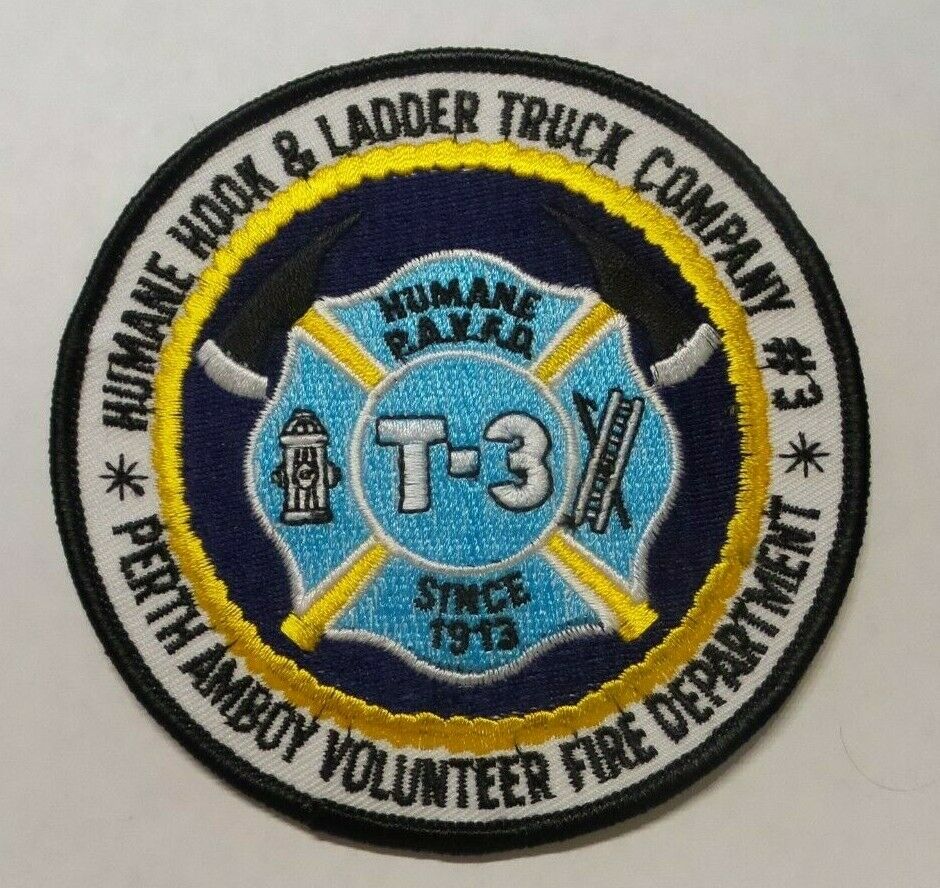 HUMANE HOOK & LADDER TRUCK COMPANY #3
HUMANE
P.A.V.F.D.
T-3
SINCE
1913
* PERTH AMBOY VOLUNTEER FIRE DEPARTMENT *